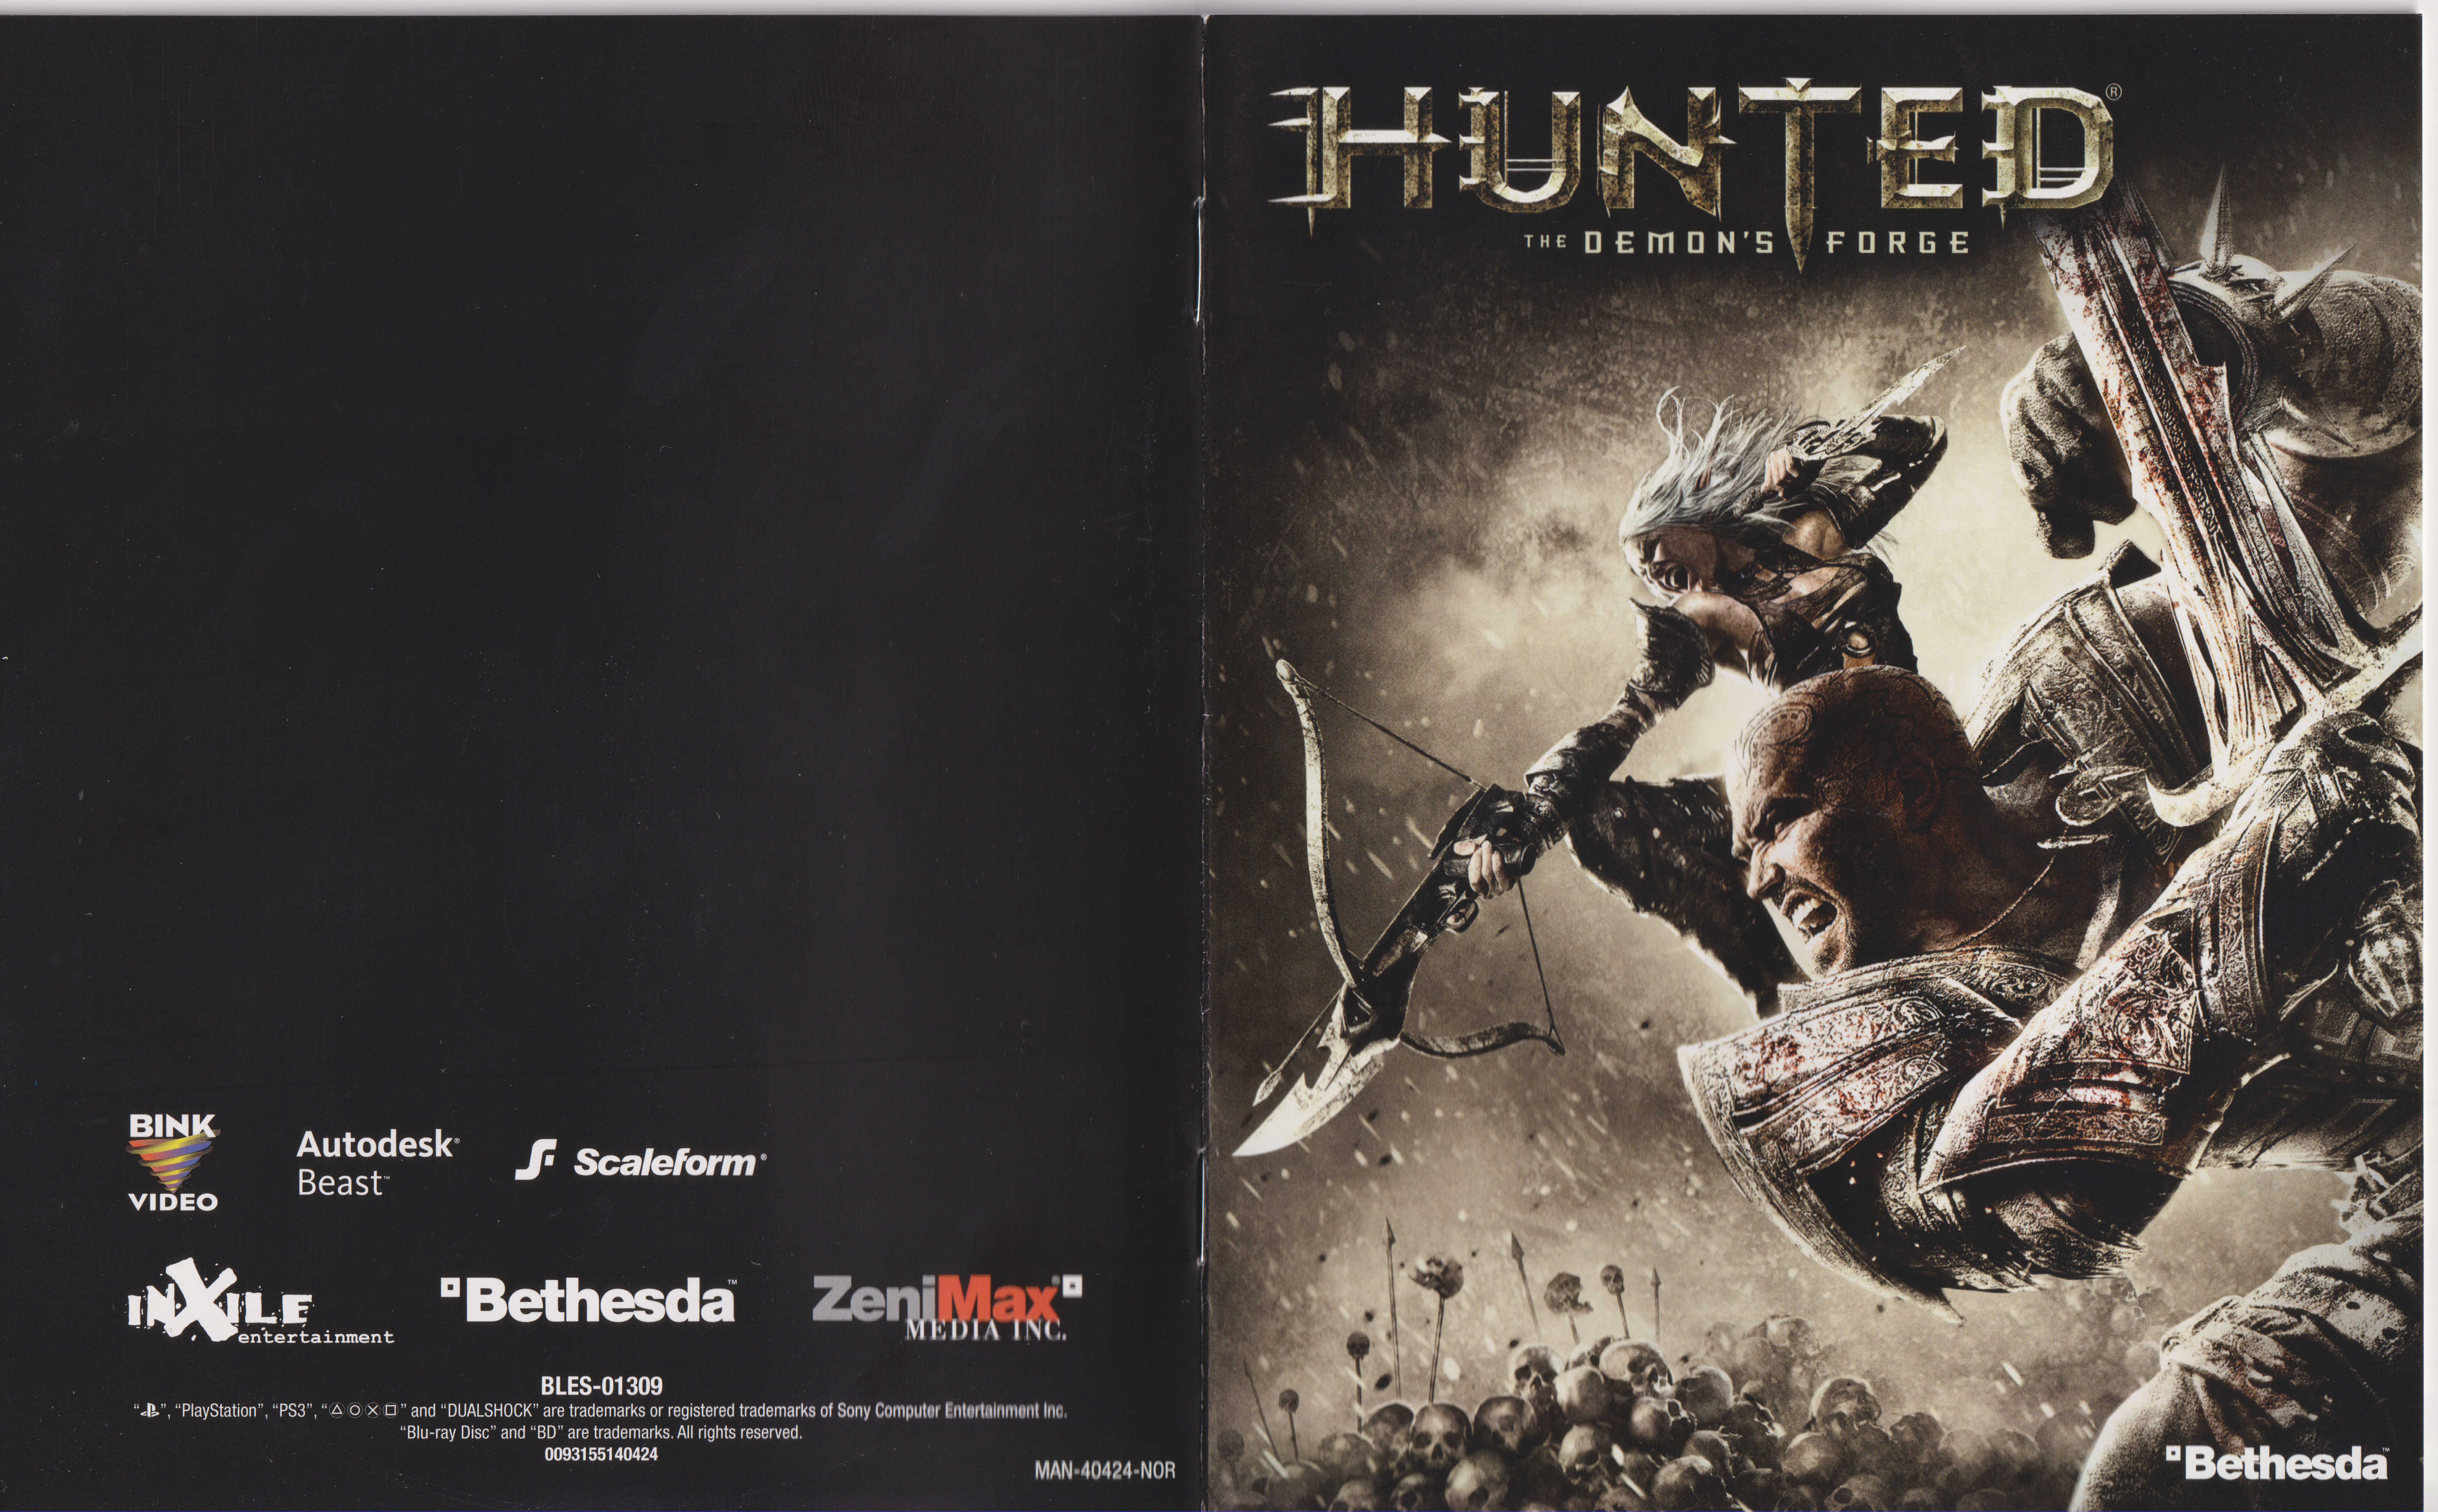 HUNTED®
THE DEMON'S FORGE
Bethesda™
BINK
VIDEO
Autodesk®
Beast™
Scaleform®
INXILE
entertainment
Bethesda™
ZeniMax®
MEDIA INC.
BLES-01309
“ ”, “PlayStation”, “PS3”, “△○✕□” and “DUALSHOCK” are trademarks or registered trademarks of Sony Computer Entertainment Inc.
“Blu-ray Disc” and “BD” are trademarks. All rights reserved.
0093155140424
MAN-40424-NOR